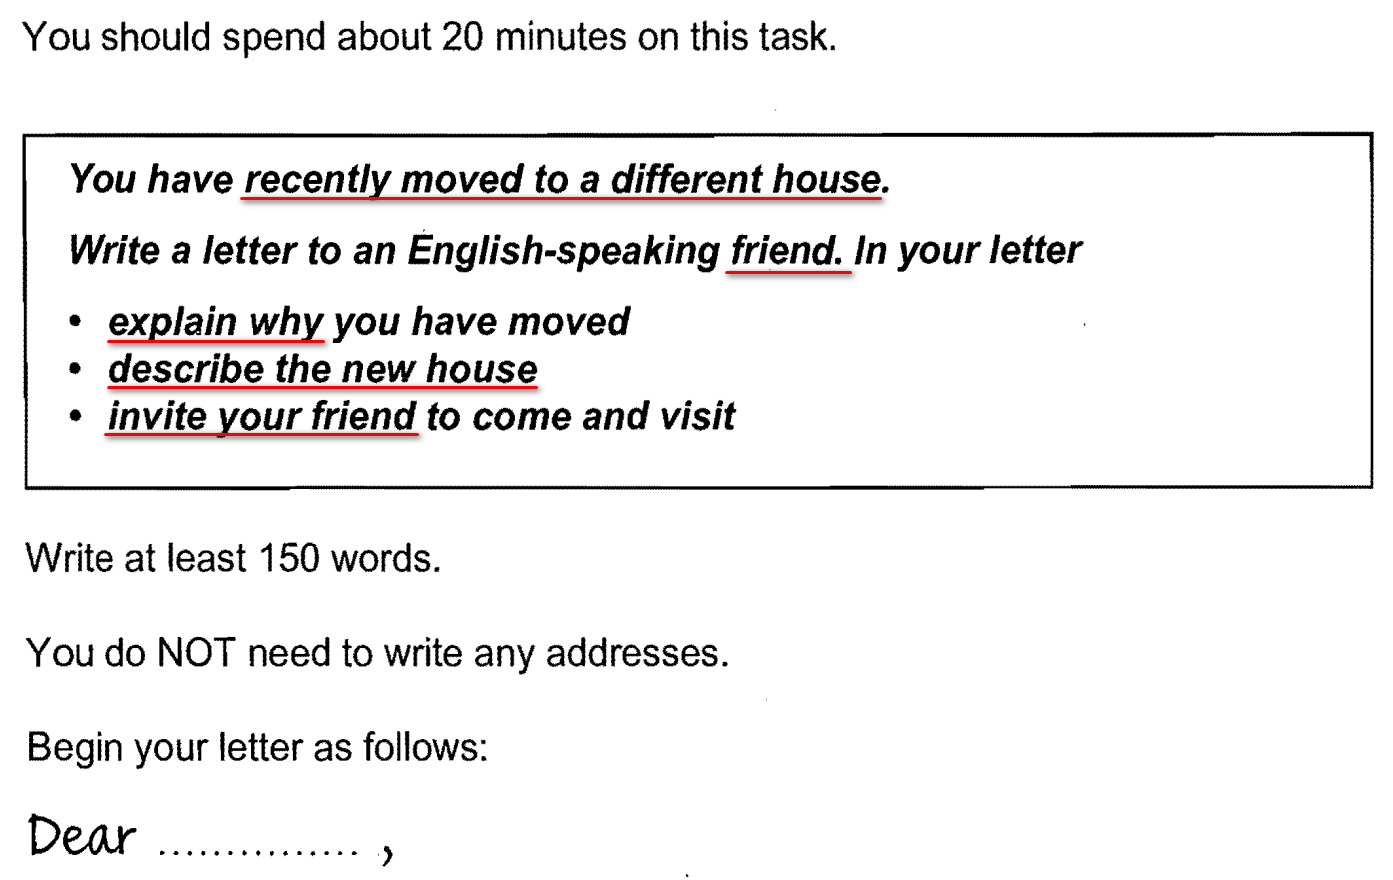 You should spend about 20 minutes on this task.
You have recently moved to a different house.
Write a letter to an English-speaking friend. In your letter
• explain why you have moved
• describe the new house
• invite your friend to come and visit
Write at least 150 words.
You do NOT need to write any addresses.
Begin your letter as follows:
Dear ............... ,